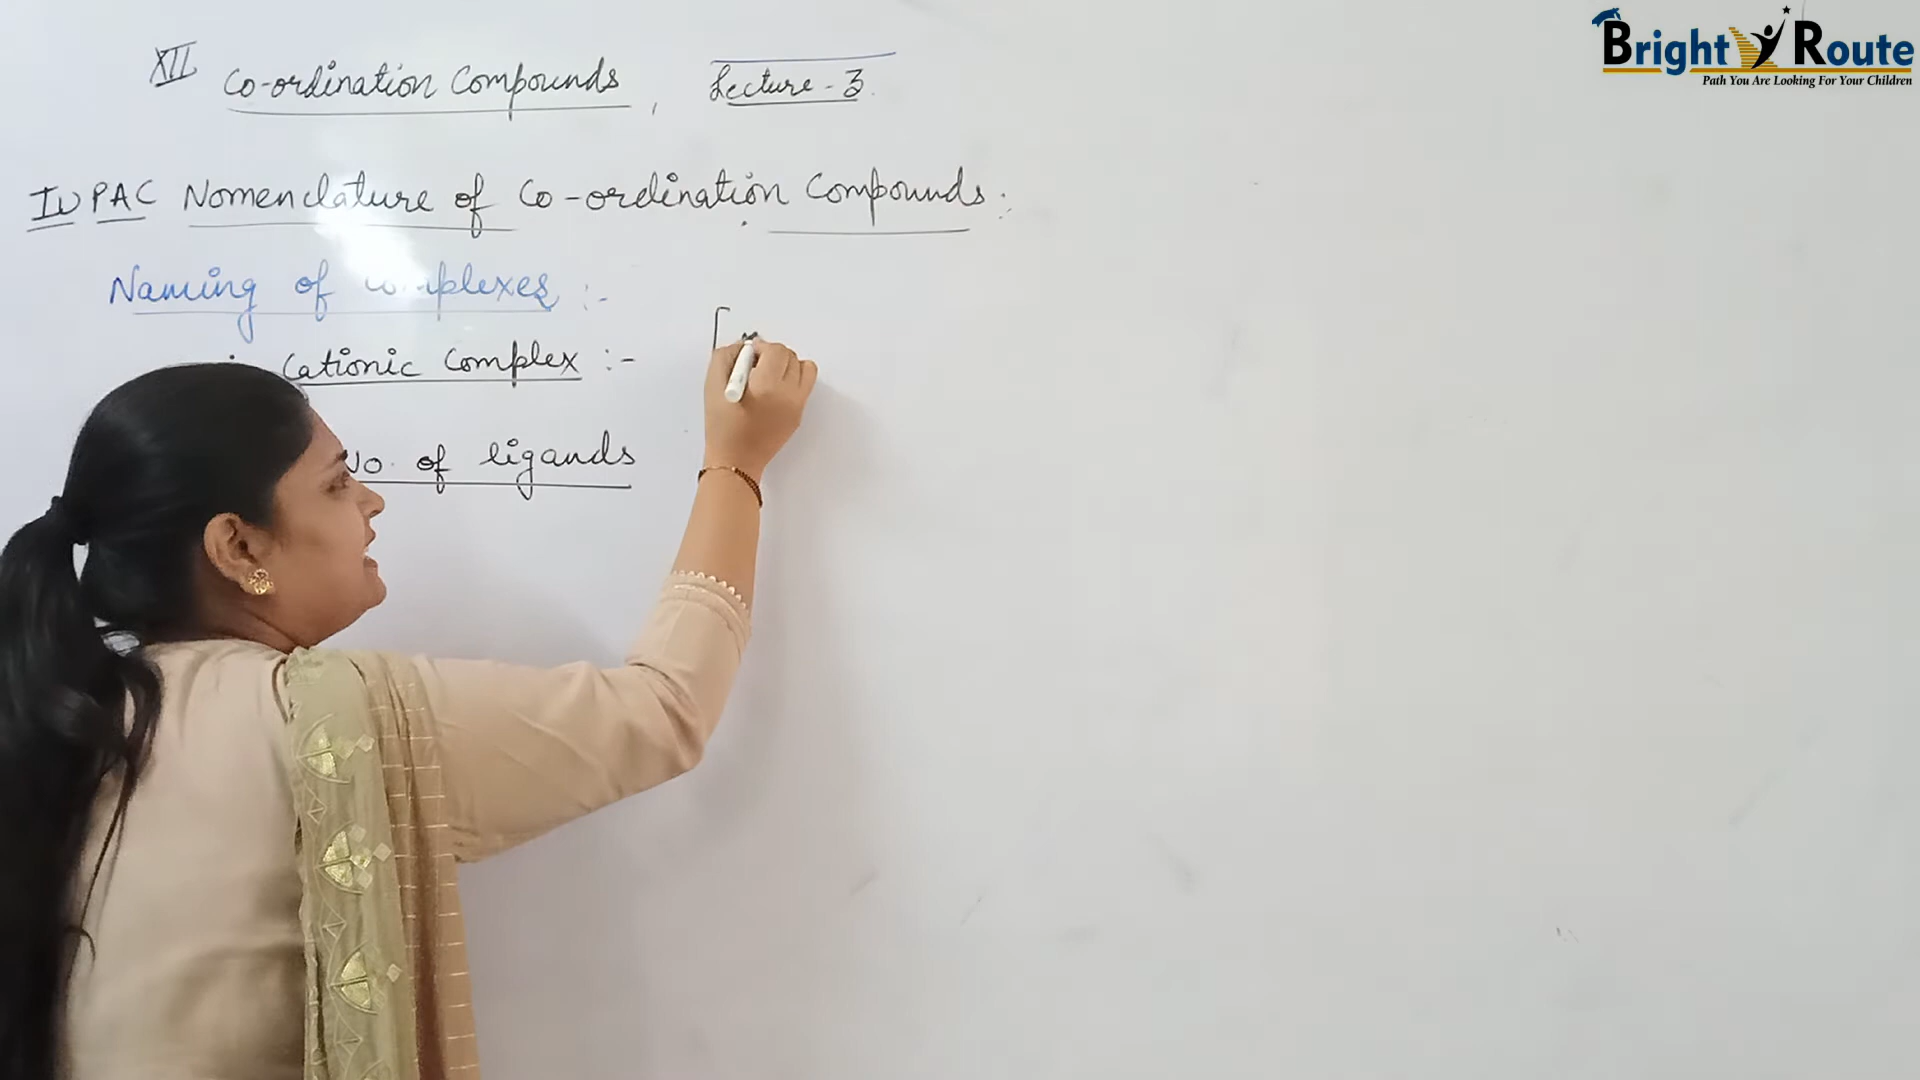 XII Co-ordination Compounds, Lecture - 3.
IUPAC Nomenclature of Co-ordination Compounds :
Naming of complexes :-
Cationic Complex :-
No. of ligands
[
Bright Route
Path You Are Looking For Your Children